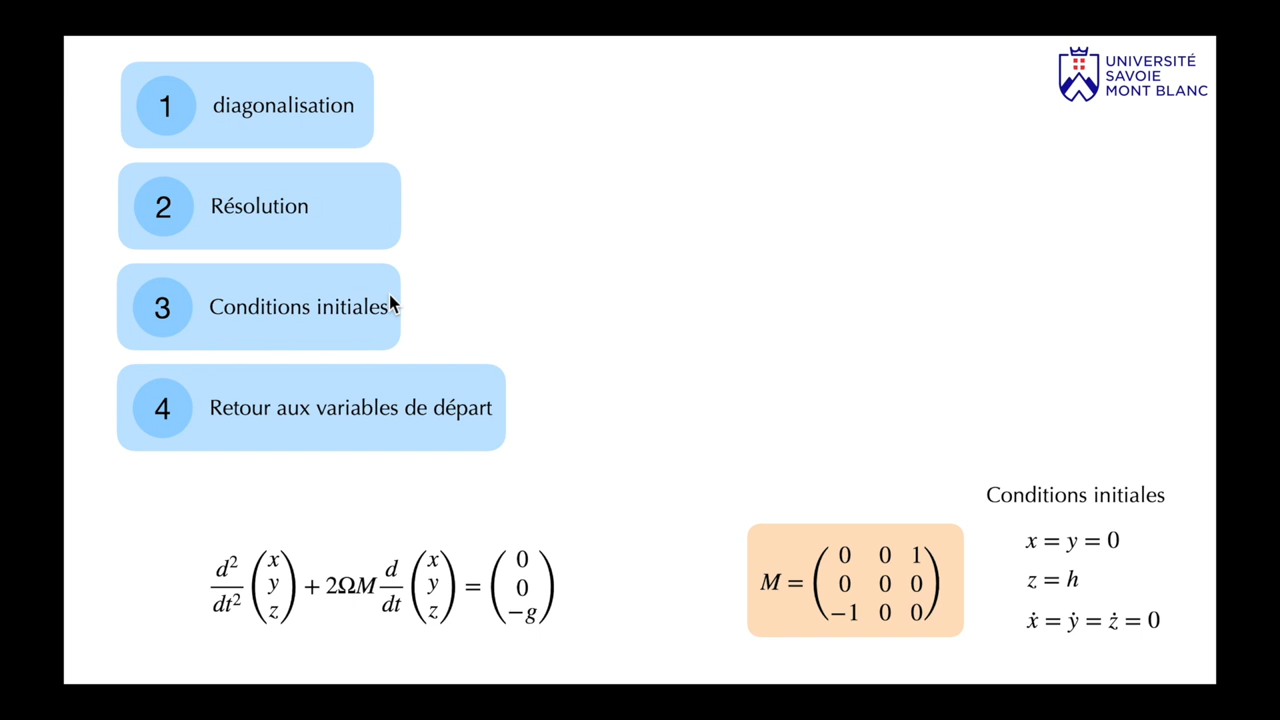 UNIVERSITÉ
SAVOIE
MONT BLANC
1 diagonalisation
2 Résolution
3 Conditions initiales
4 Retour aux variables de départ
Conditions initiales
x = y = 0
z = h
ẋ = ẏ = ż = 0
d²/dt² (x y z) + 2ΩM d/dt (x y z) = (0 0 −g)
M = (0 0 1
0 0 0
−1 0 0)